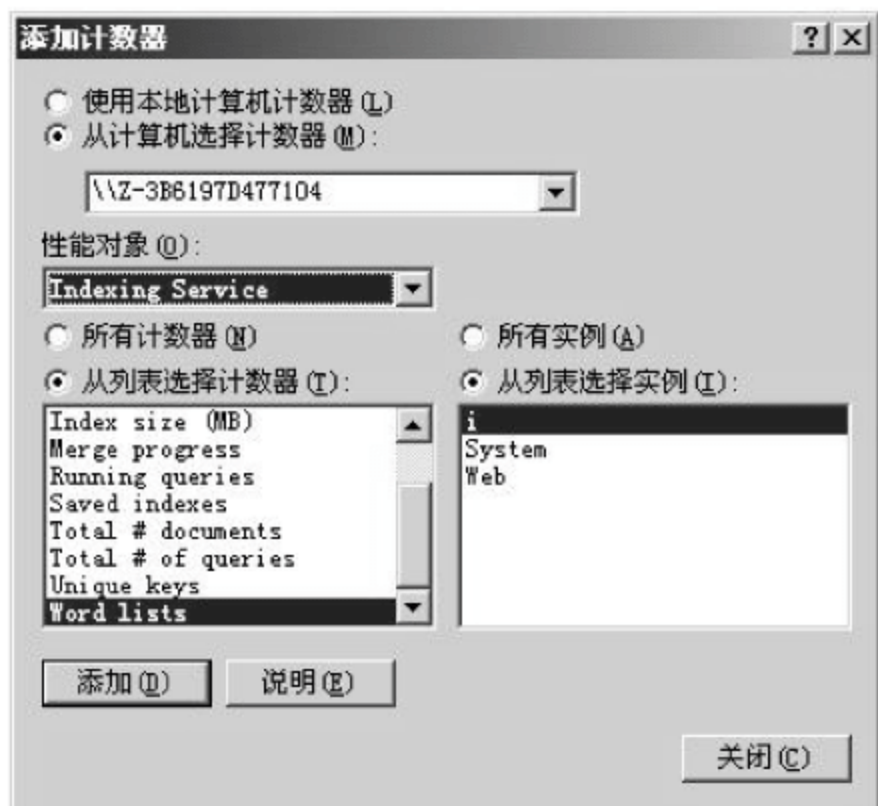 添加计数器
使用本地计算机计数器(L)
从计算机选择计数器(M):
\\Z-3B6197D477104
性能对象(O):
Indexing Service
所有计数器(N)
所有实例(A)
从列表选择计数器(T):
从列表选择实例(I):
Index size (MB)
Merge progress
Running queries
Saved indexes
Total # documents
Total # of queries
Unique keys
Word lists
i
System
Web
添加(D)
说明(E)
关闭(C)